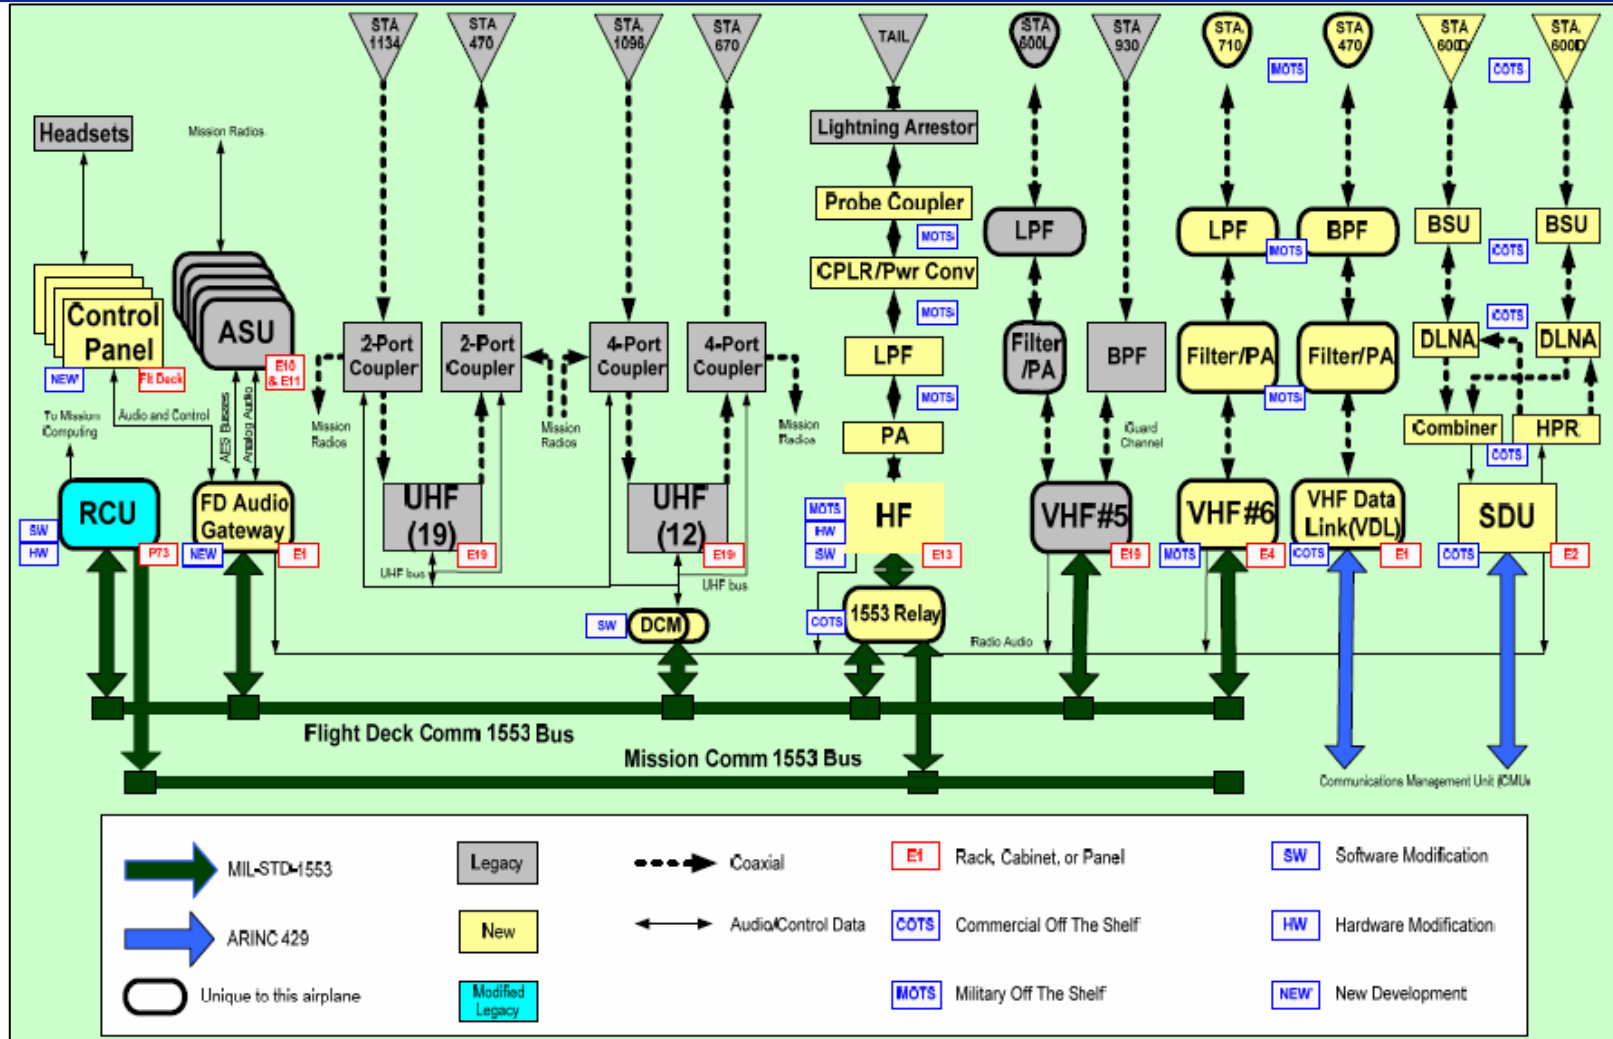 STA
1134
STA
470
STA
1096
STA
670
TAIL
STA
600L
STA
930
STA
710
STA
470
STA
600D
STA
600D
MOTS
COTS
Headsets
Mission Radios
Lightning Arrestor
Probe Coupler
MOTS
LPF
LPF
MOTS
BPF
BSU
COTS
BSU
CPLR/Pwr Conv
MOTS
Control
Panel
NEW
Flt Deck
ASU
E10
& E11
2-Port
Coupler
2-Port
Coupler
4-Port
Coupler
4-Port
Coupler
LPF
MOTS
Filter
/PA
BPF
Filter/PA
MOTS
Filter/PA
DLNA
COTS
DLNA
To Mission
Computing
Audio and Control
AES Busses
Analog Audio
Mission
Radios
Mission
Radios
Mission
Radios
PA
Guard
Channel
Combiner
HPR
COTS
RCU
SW
HW
P73
FD Audio
Gateway
NEW
E1
UHF
(19)
E19
UHF bus
UHF
(12)
E19
UHF bus
MOTS
HW
SW
HF
E13
VHF#5
E19
VHF#6
MOTS
E4
VHF Data
Link(VDL)
COTS
E1
SDU
COTS
E2
SW
DCM
COTS
1553 Relay
Radio Audio
Flight Deck Comm 1553 Bus
Mission Comm 1553 Bus
Communications Management Unit (CMU)
MIL-STD-1553
Legacy
Coaxial
E1
Rack, Cabinet, or Panel
SW
Software Modification
ARINC 429
New
Audio/Control Data
COTS
Commercial Off The Shelf
HW
Hardware Modification
Unique to this airplane
Modified
Legacy
MOTS
Military Off The Shelf
NEW
New Development